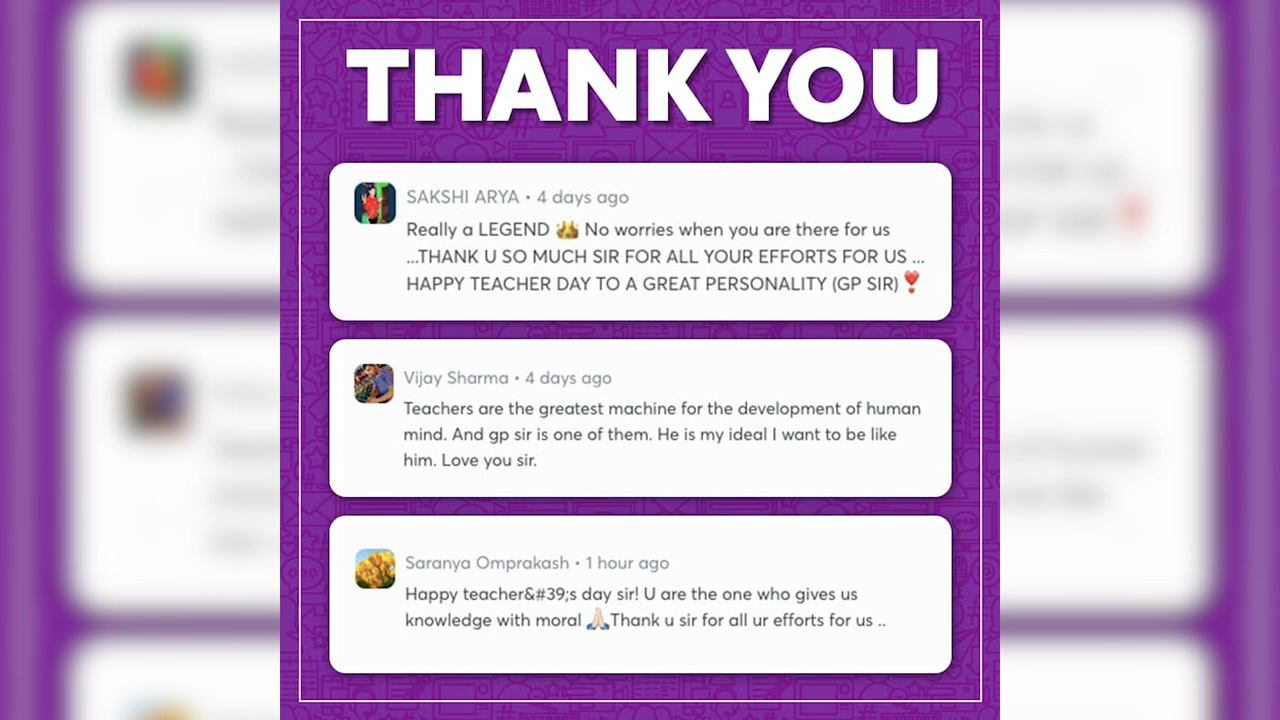 THANK YOU
SAKSHI ARYA • 4 days ago
Really a LEGEND 👑 No worries when you are there for us
...THANK U SO MUCH SIR FOR ALL YOUR EFFORTS FOR US ...
HAPPY TEACHER DAY TO A GREAT PERSONALITY (GP SIR) ❣️
Vijay Sharma • 4 days ago
Teachers are the greatest machine for the development of human
mind. And gp sir is one of them. He is my ideal I want to be like
him. Love you sir.
Saranya Omprakash • 1 hour ago
Happy teacher&#39;s day sir! U are the one who gives us
knowledge with moral 🙏🏻Thank u sir for all ur efforts for us ..